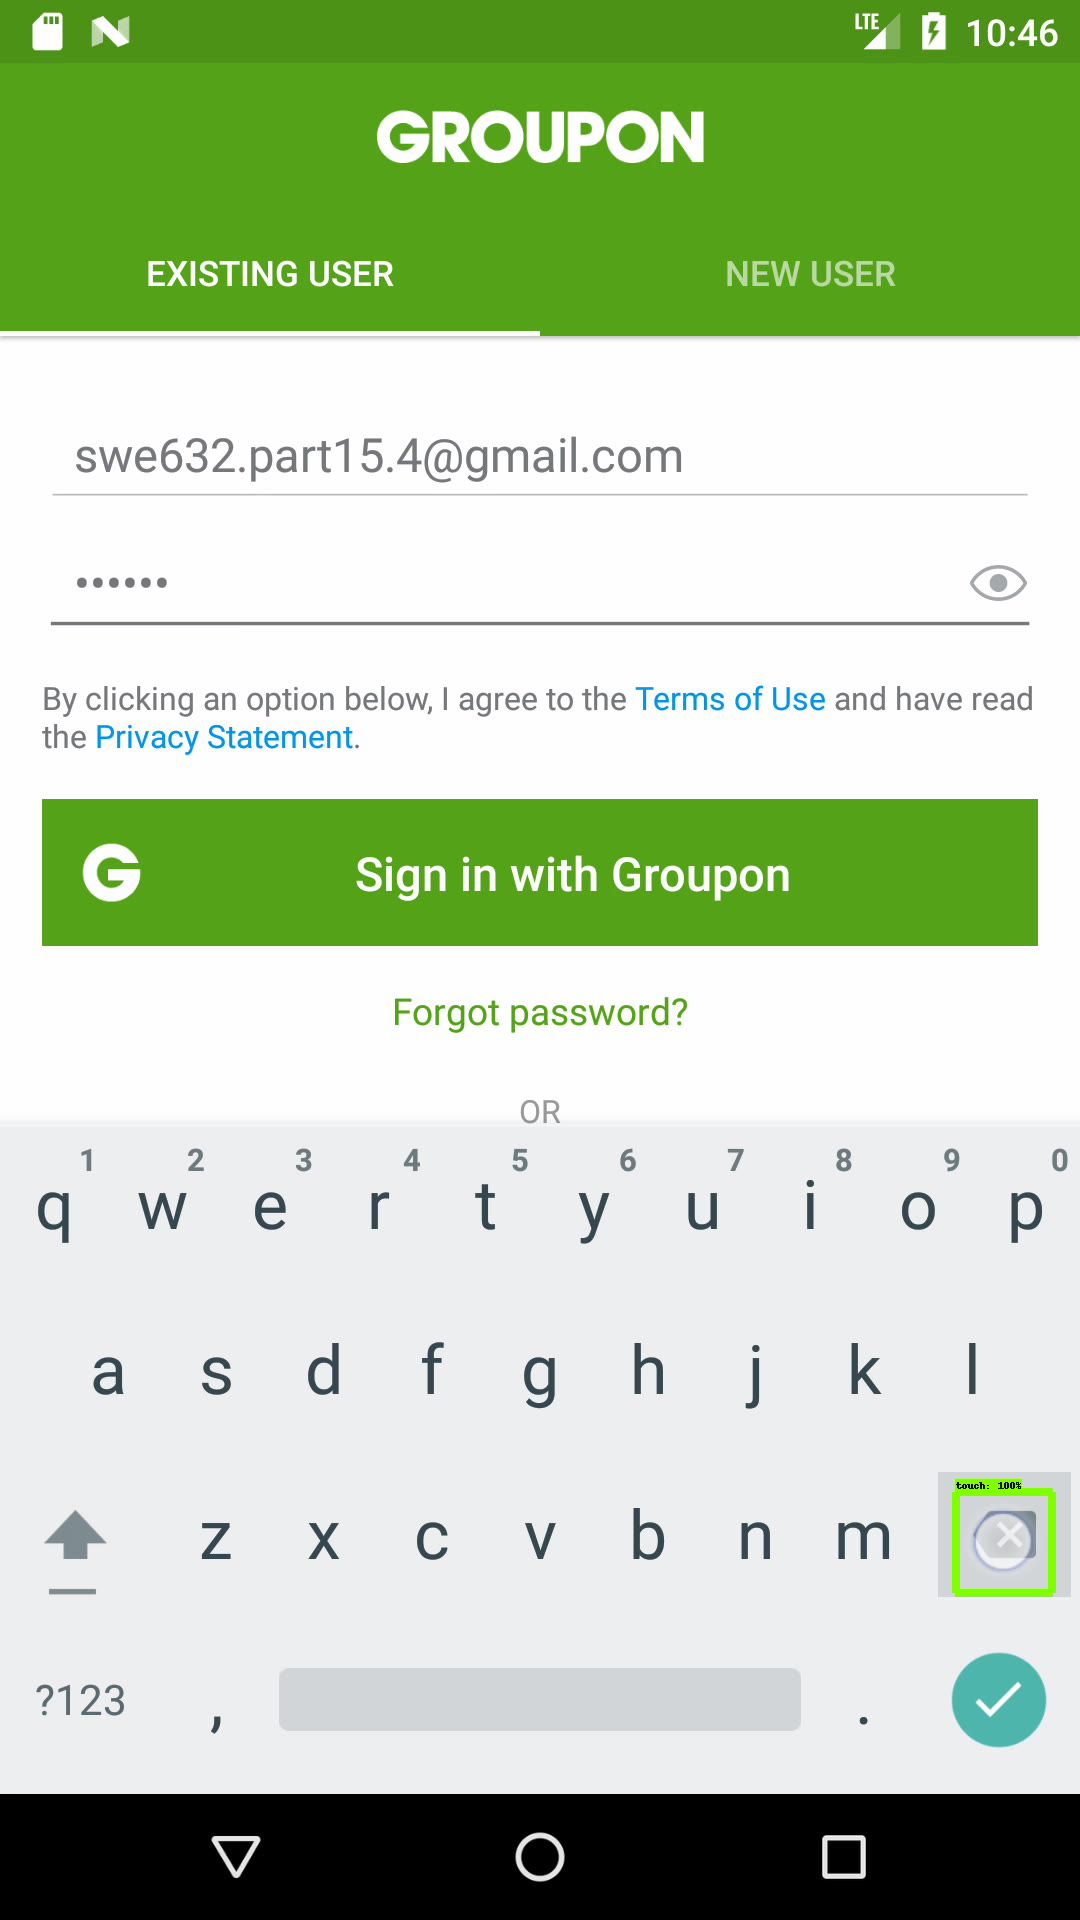 LTE 10:46
GROUPON
EXISTING USER NEW USER
swe632.part15.4@gmail.com
••••••
By clicking an option below, I agree to the Terms of Use and have read
the Privacy Statement.
G Sign in with Groupon
Forgot password?
OR
1 2 3 4 5 6 7 8 9 0
q w e r t y u i o p
a s d f g h j k l
touch: 100%
z x c v b n m
?123 , .